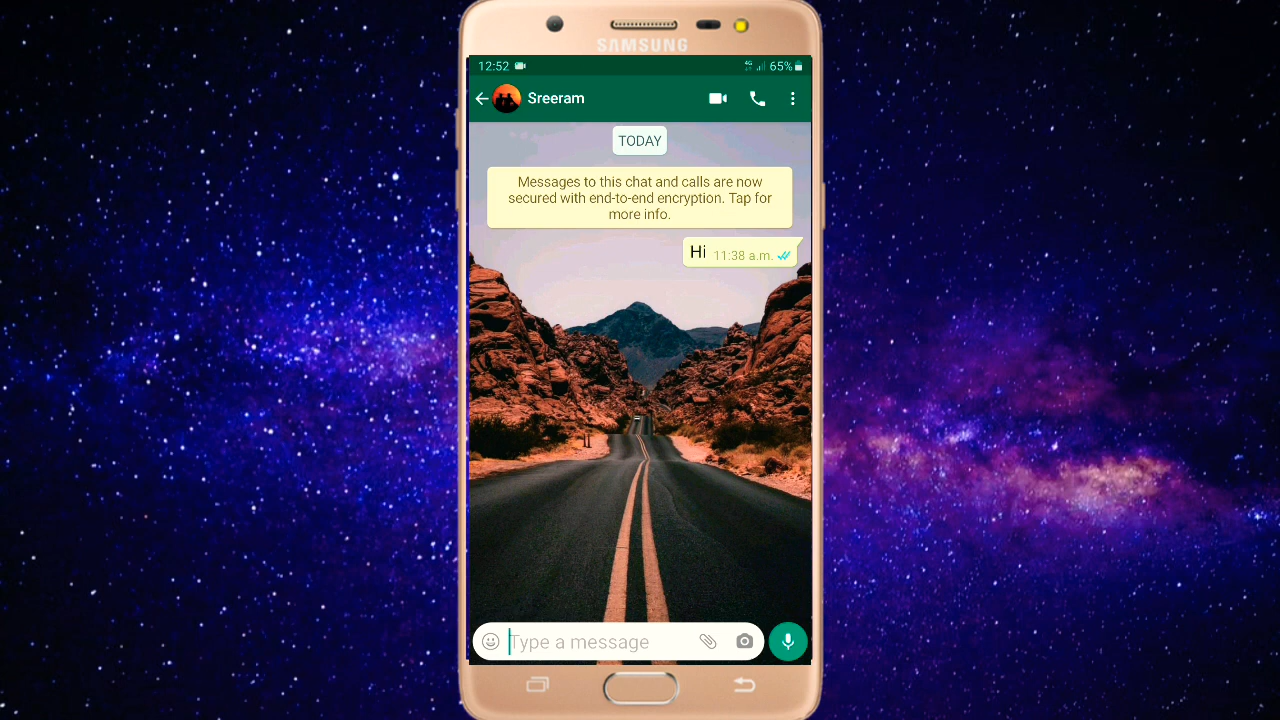 SAMSUNG
12:52 4G 65%
Sreeram
TODAY
Messages to this chat and calls are now
secured with end-to-end encryption. Tap for
more info.
Hi 11:38 a.m.
Type a message